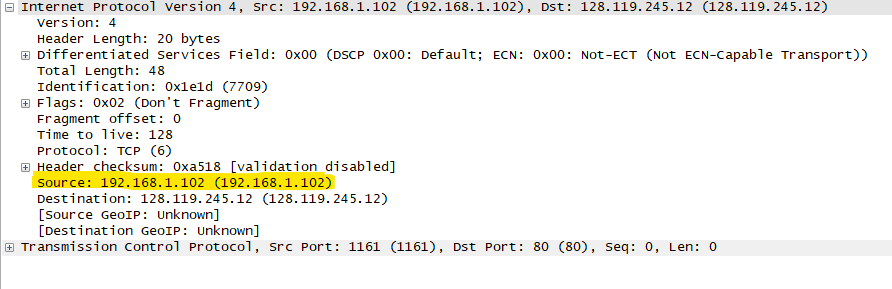 Internet Protocol Version 4, Src: 192.168.1.102 (192.168.1.102), Dst: 128.119.245.12 (128.119.245.12)
Version: 4
Header Length: 20 bytes
Differentiated Services Field: 0x00 (DSCP 0x00: Default; ECN: 0x00: Not-ECT (Not ECN-Capable Transport))
Total Length: 48
Identification: 0x1e1d (7709)
Flags: 0x02 (Don't Fragment)
Fragment offset: 0
Time to live: 128
Protocol: TCP (6)
Header checksum: 0xa518 [validation disabled]
Source: 192.168.1.102 (192.168.1.102)
Destination: 128.119.245.12 (128.119.245.12)
[Source GeoIP: Unknown]
[Destination GeoIP: Unknown]
Transmission Control Protocol, Src Port: 1161 (1161), Dst Port: 80 (80), Seq: 0, Len: 0